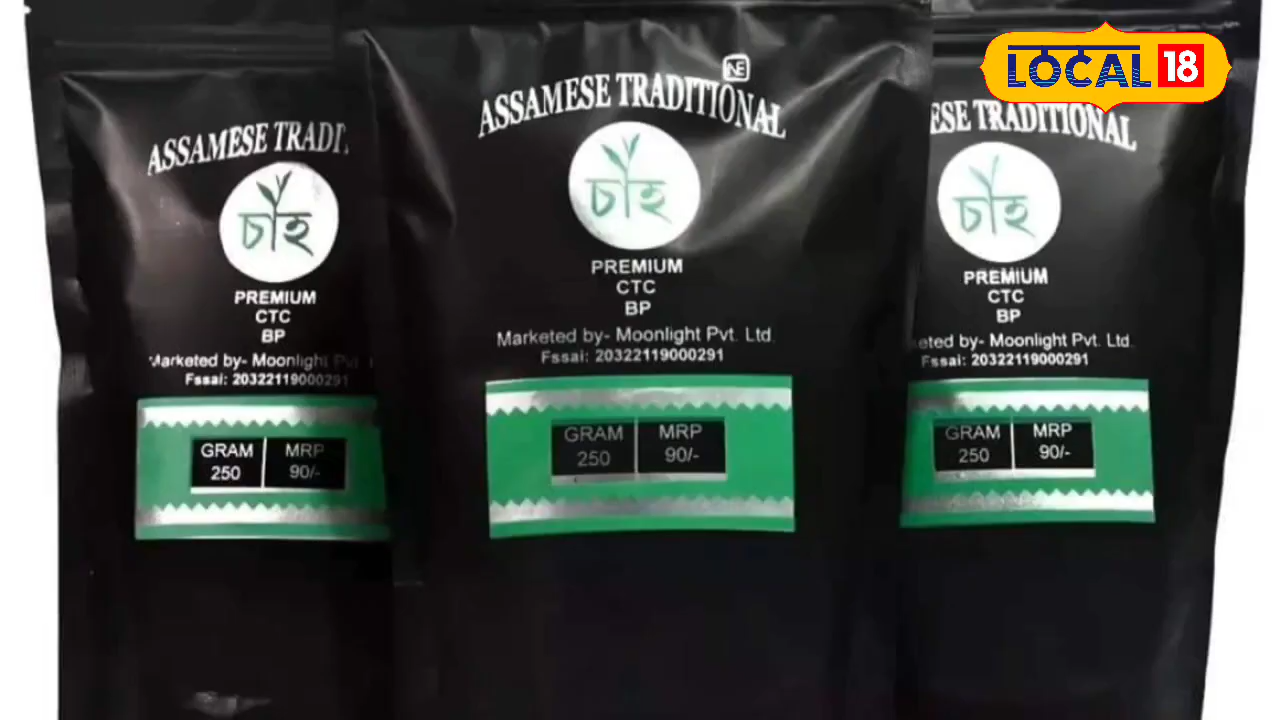 LOCAL 18
ASSAMESE TRADI
চাহ
PREMIUM
CTC
BP
Marketed by- Moonlight Pvt.
Fssai: 20322119000291
GRAM MRP
250 90/-
NE
ASSAMESE TRADITIONAL
চাহ
PREMIUM
CTC
BP
Marketed by- Moonlight Pvt. Ltd.
Fssai: 20322119000291
GRAM MRP
250 90/-
ESE TRADITIONAL
চাহ
PREMIUM
CTC
BP
eted by- Moonlight Pvt. Ltd.
Fssai: 20322119000291
GRAM MRP
250 90/-